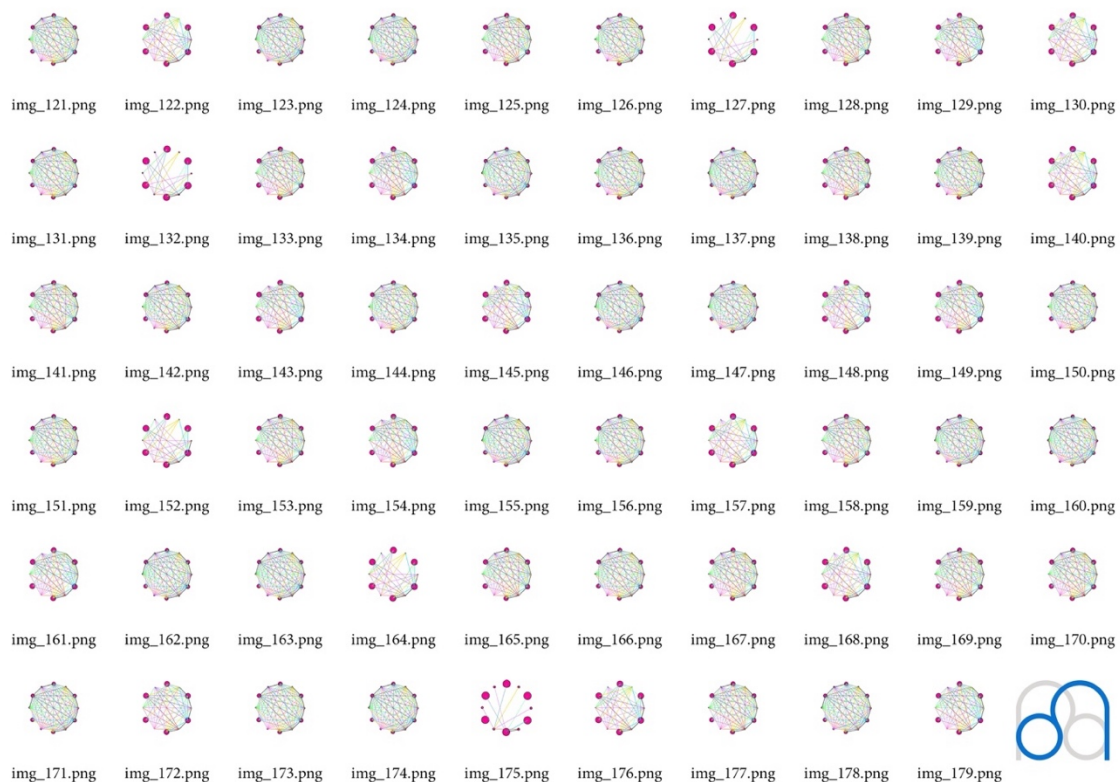 img_121.png img_122.png img_123.png img_124.png img_125.png img_126.png img_127.png img_128.png img_129.png img_130.png
img_131.png img_132.png img_133.png img_134.png img_135.png img_136.png img_137.png img_138.png img_139.png img_140.png
img_141.png img_142.png img_143.png img_144.png img_145.png img_146.png img_147.png img_148.png img_149.png img_150.png
img_151.png img_152.png img_153.png img_154.png img_155.png img_156.png img_157.png img_158.png img_159.png img_160.png
img_161.png img_162.png img_163.png img_164.png img_165.png img_166.png img_167.png img_168.png img_169.png img_170.png
img_171.png img_172.png img_173.png img_174.png img_175.png img_176.png img_177.png img_178.png img_179.png